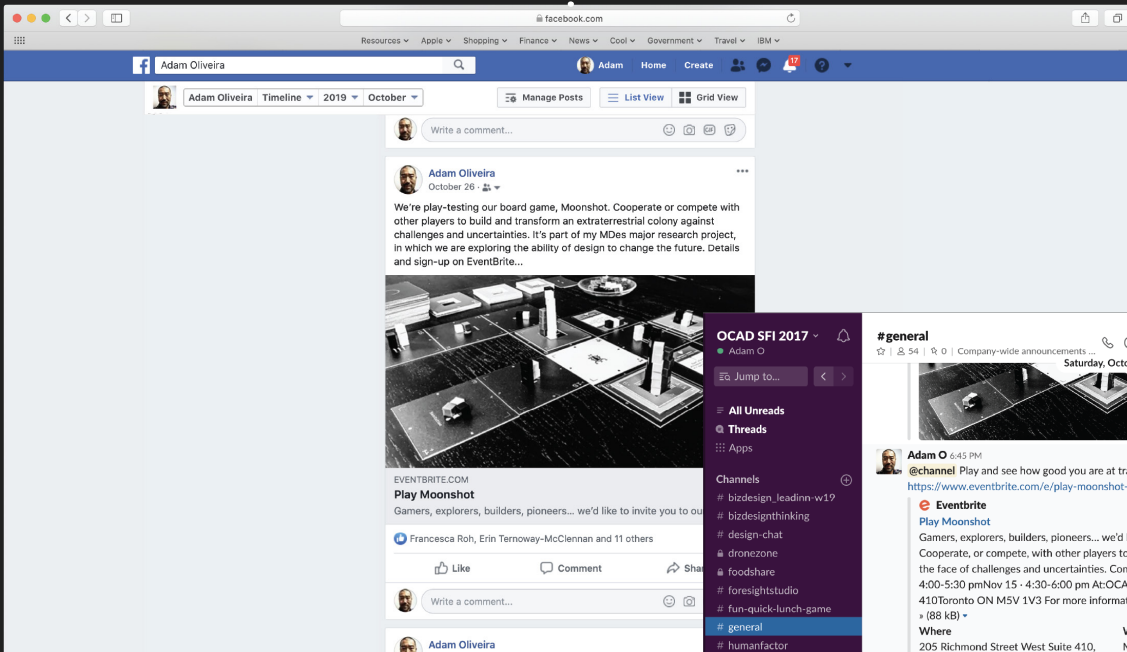 facebook.com
Resources Apple Shopping Finance News Cool Government Travel IBM
Adam Oliveira
Adam Home Create 17
Adam Oliveira Timeline 2019 October
Manage Posts List View Grid View
Write a comment...
Adam Oliveira
October 26 ·
We're play-testing our board game, Moonshot. Cooperate or compete with
other players to build and transform an extraterrestrial colony against
challenges and uncertainties. It's part of my MDes major research project,
in which we are exploring the ability of design to change the future. Details
and sign-up on EventBrite...
EVENTBRITE.COM
Play Moonshot
Gamers, explorers, builders, pioneers... we'd like to invite you to ou
Francesca Roh, Erin Ternoway-McClennan and 11 others
Like Comment Shar
Write a comment...
Adam Oliveira
OCAD SFI 2017
Adam O
Jump to...
All Unreads
Threads
Apps
Channels
# bizdesign_leadinn-w19
# bizdesignthinking
# design-chat
dronezone
foodshare
# foresightstudio
# fun-quick-lunch-game
# general
# humanfactor
#general
54 | 0 | Company-wide announcements ...
Saturday, Octo
Adam O 6:45 PM
@channel Play and see how good you are at tra
https://www.eventbrite.com/e/play-moonshot-
Eventbrite
Play Moonshot
Gamers, explorers, builders, pioneers... we'd l
Cooperate, or compete, with other players to
the face of challenges and uncertainties. Com
4:00-5:30 pmNov 15 · 4:30-6:00 pm At:OCA
410Toronto ON M5V 1V3 For more informat
» (88 kB)
Where
205 Richmond Street West Suite 410,